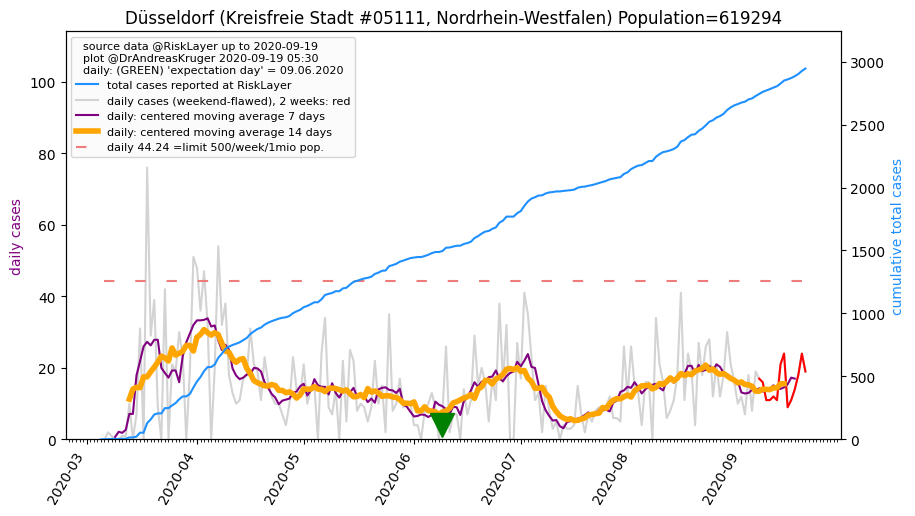 Düsseldorf (Kreisfreie Stadt #05111, Nordrhein-Westfalen) Population=619294
source data @RiskLayer up to 2020-09-19
plot @DrAndreasKruger 2020-09-19 05:30
daily: (GREEN) 'expectation day' = 09.06.2020
total cases reported at RiskLayer
daily cases (weekend-flawed), 2 weeks: red
daily: centered moving average 7 days
daily: centered moving average 14 days
daily 44.24 =limit 500/week/1mio pop.
daily cases
100
80
60
40
20
0
3000
2500
2000
1500
1000
500
0
cumulative total cases
2020-03
2020-04
2020-05
2020-06
2020-07
2020-08
2020-09